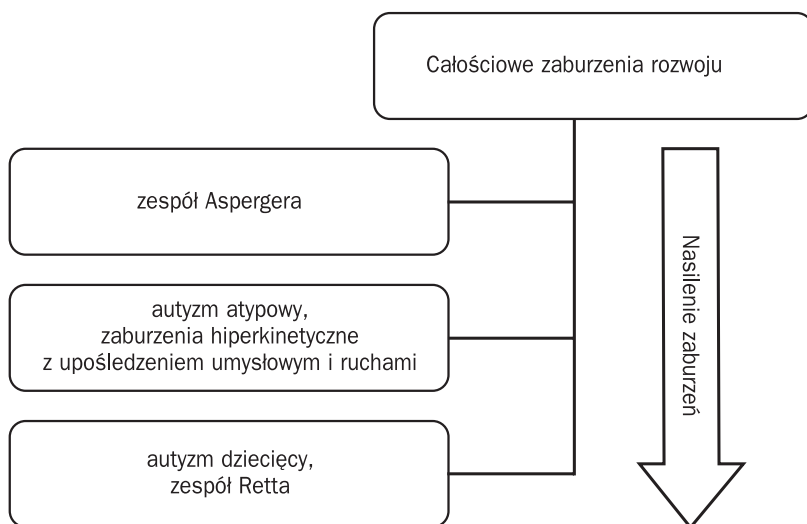 Całościowe zaburzenia rozwoju
zespół Aspergera
autyzm atypowy,
zaburzenia hiperkinetyczne
z upośledzeniem umysłowym i ruchami
autyzm dziecięcy,
zespół Retta
Nasilenie zaburzeń